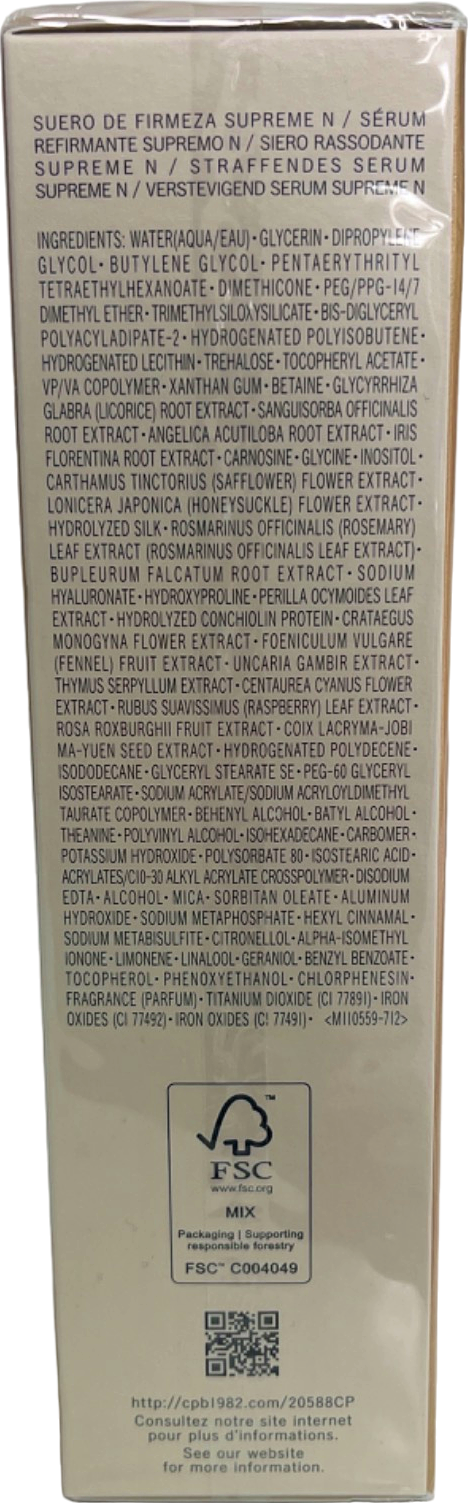 SUERO DE FIRMEZA SUPREME N / SÉRUM
REFIRMANTE SUPREMO N / SIERO RASSODANTE
SUPREME N / STRAFFENDES SERUM
SUPREME N / VERSTEVIGEND SERUM SUPREME N
INGREDIENTS: WATER(AQUA/EAU)・GLYCERIN・DIPROPYLENE
GLYCOL・BUTYLENE GLYCOL・PENTAERYTHRITYL
TETRAETHYLHEXANOATE・DIMETHICONE・PEG/PPG-14/7
DIMETHYL ETHER・TRIMETHYLSILOXYSILICATE・BIS-DIGLYCERYL
POLYACYLADIPATE-2・HYDROGENATED POLYISOBUTENE・
HYDROGENATED LECITHIN・TREHALOSE・TOCOPHERYL ACETATE・
VP/VA COPOLYMER・XANTHAN GUM・BETAINE・GLYCYRRHIZA
GLABRA (LICORICE) ROOT EXTRACT・SANGUISORBA OFFICINALIS
ROOT EXTRACT・ANGELICA ACUTILOBA ROOT EXTRACT・IRIS
FLORENTINA ROOT EXTRACT・CARNOSINE・GLYCINE・INOSITOL・
CARTHAMUS TINCTORIUS (SAFFLOWER) FLOWER EXTRACT・
LONICERA JAPONICA (HONEYSUCKLE) FLOWER EXTRACT・
HYDROLYZED SILK・ROSMARINUS OFFICINALIS (ROSEMARY)
LEAF EXTRACT (ROSMARINUS OFFICINALIS LEAF EXTRACT)・
BUPLEURUM FALCATUM ROOT EXTRACT・SODIUM
HYALURONATE・HYDROXYPROLINE・PERILLA OCYMOIDES LEAF
EXTRACT・HYDROLYZED CONCHIOLIN PROTEIN・CRATAEGUS
MONOGYNA FLOWER EXTRACT・FOENICULUM VULGARE
(FENNEL) FRUIT EXTRACT・UNCARIA GAMBIR EXTRACT・
THYMUS SERPYLLUM EXTRACT・CENTAUREA CYANUS FLOWER
EXTRACT・RUBUS SUAVISSIMUS (RASPBERRY) LEAF EXTRACT・
ROSA ROXBURGHII FRUIT EXTRACT・COIX LACRYMA-JOBI
MA-YUEN SEED EXTRACT・HYDROGENATED POLYDECENE・
ISODODECANE・GLYCERYL STEARATE SE・PEG-60 GLYCERYL
ISOSTEARATE・SODIUM ACRYLATE/SODIUM ACRYLOYLDIMETHYL
TAURATE COPOLYMER・BEHENYL ALCOHOL・BATYL ALCOHOL・
THEANINE・POLYVINYL ALCOHOL・ISOHEXADECANE・CARBOMER・
POTASSIUM HYDROXIDE・POLYSORBATE 80・ISOSTEARIC ACID・
ACRYLATES/C10-30 ALKYL ACRYLATE CROSSPOLYMER・DISODIUM
EDTA・ALCOHOL・MICA・SORBITAN OLEATE・ALUMINUM
HYDROXIDE・SODIUM METAPHOSPHATE・HEXYL CINNAMAL・
SODIUM METABISULFITE・CITRONELLOL・ALPHA-ISOMETHYL
IONONE・LIMONENE・LINALOOL・GERANIOL・BENZYL BENZOATE・
TOCOPHEROL・PHENOXYETHANOL・CHLORPHENESIN・
FRAGRANCE (PARFUM)・TITANIUM DIOXIDE (CI 77891)・IRON
OXIDES (CI 77492)・IRON OXIDES (CI 77491)・ <M110559-712>
FSC™
www.fsc.org
MIX
Packaging | Supporting
responsible forestry
FSC™ C004049
http://cpb1982.com/20588CP
Consultez notre site internet
pour plus d'informations.
See our website
for more information.